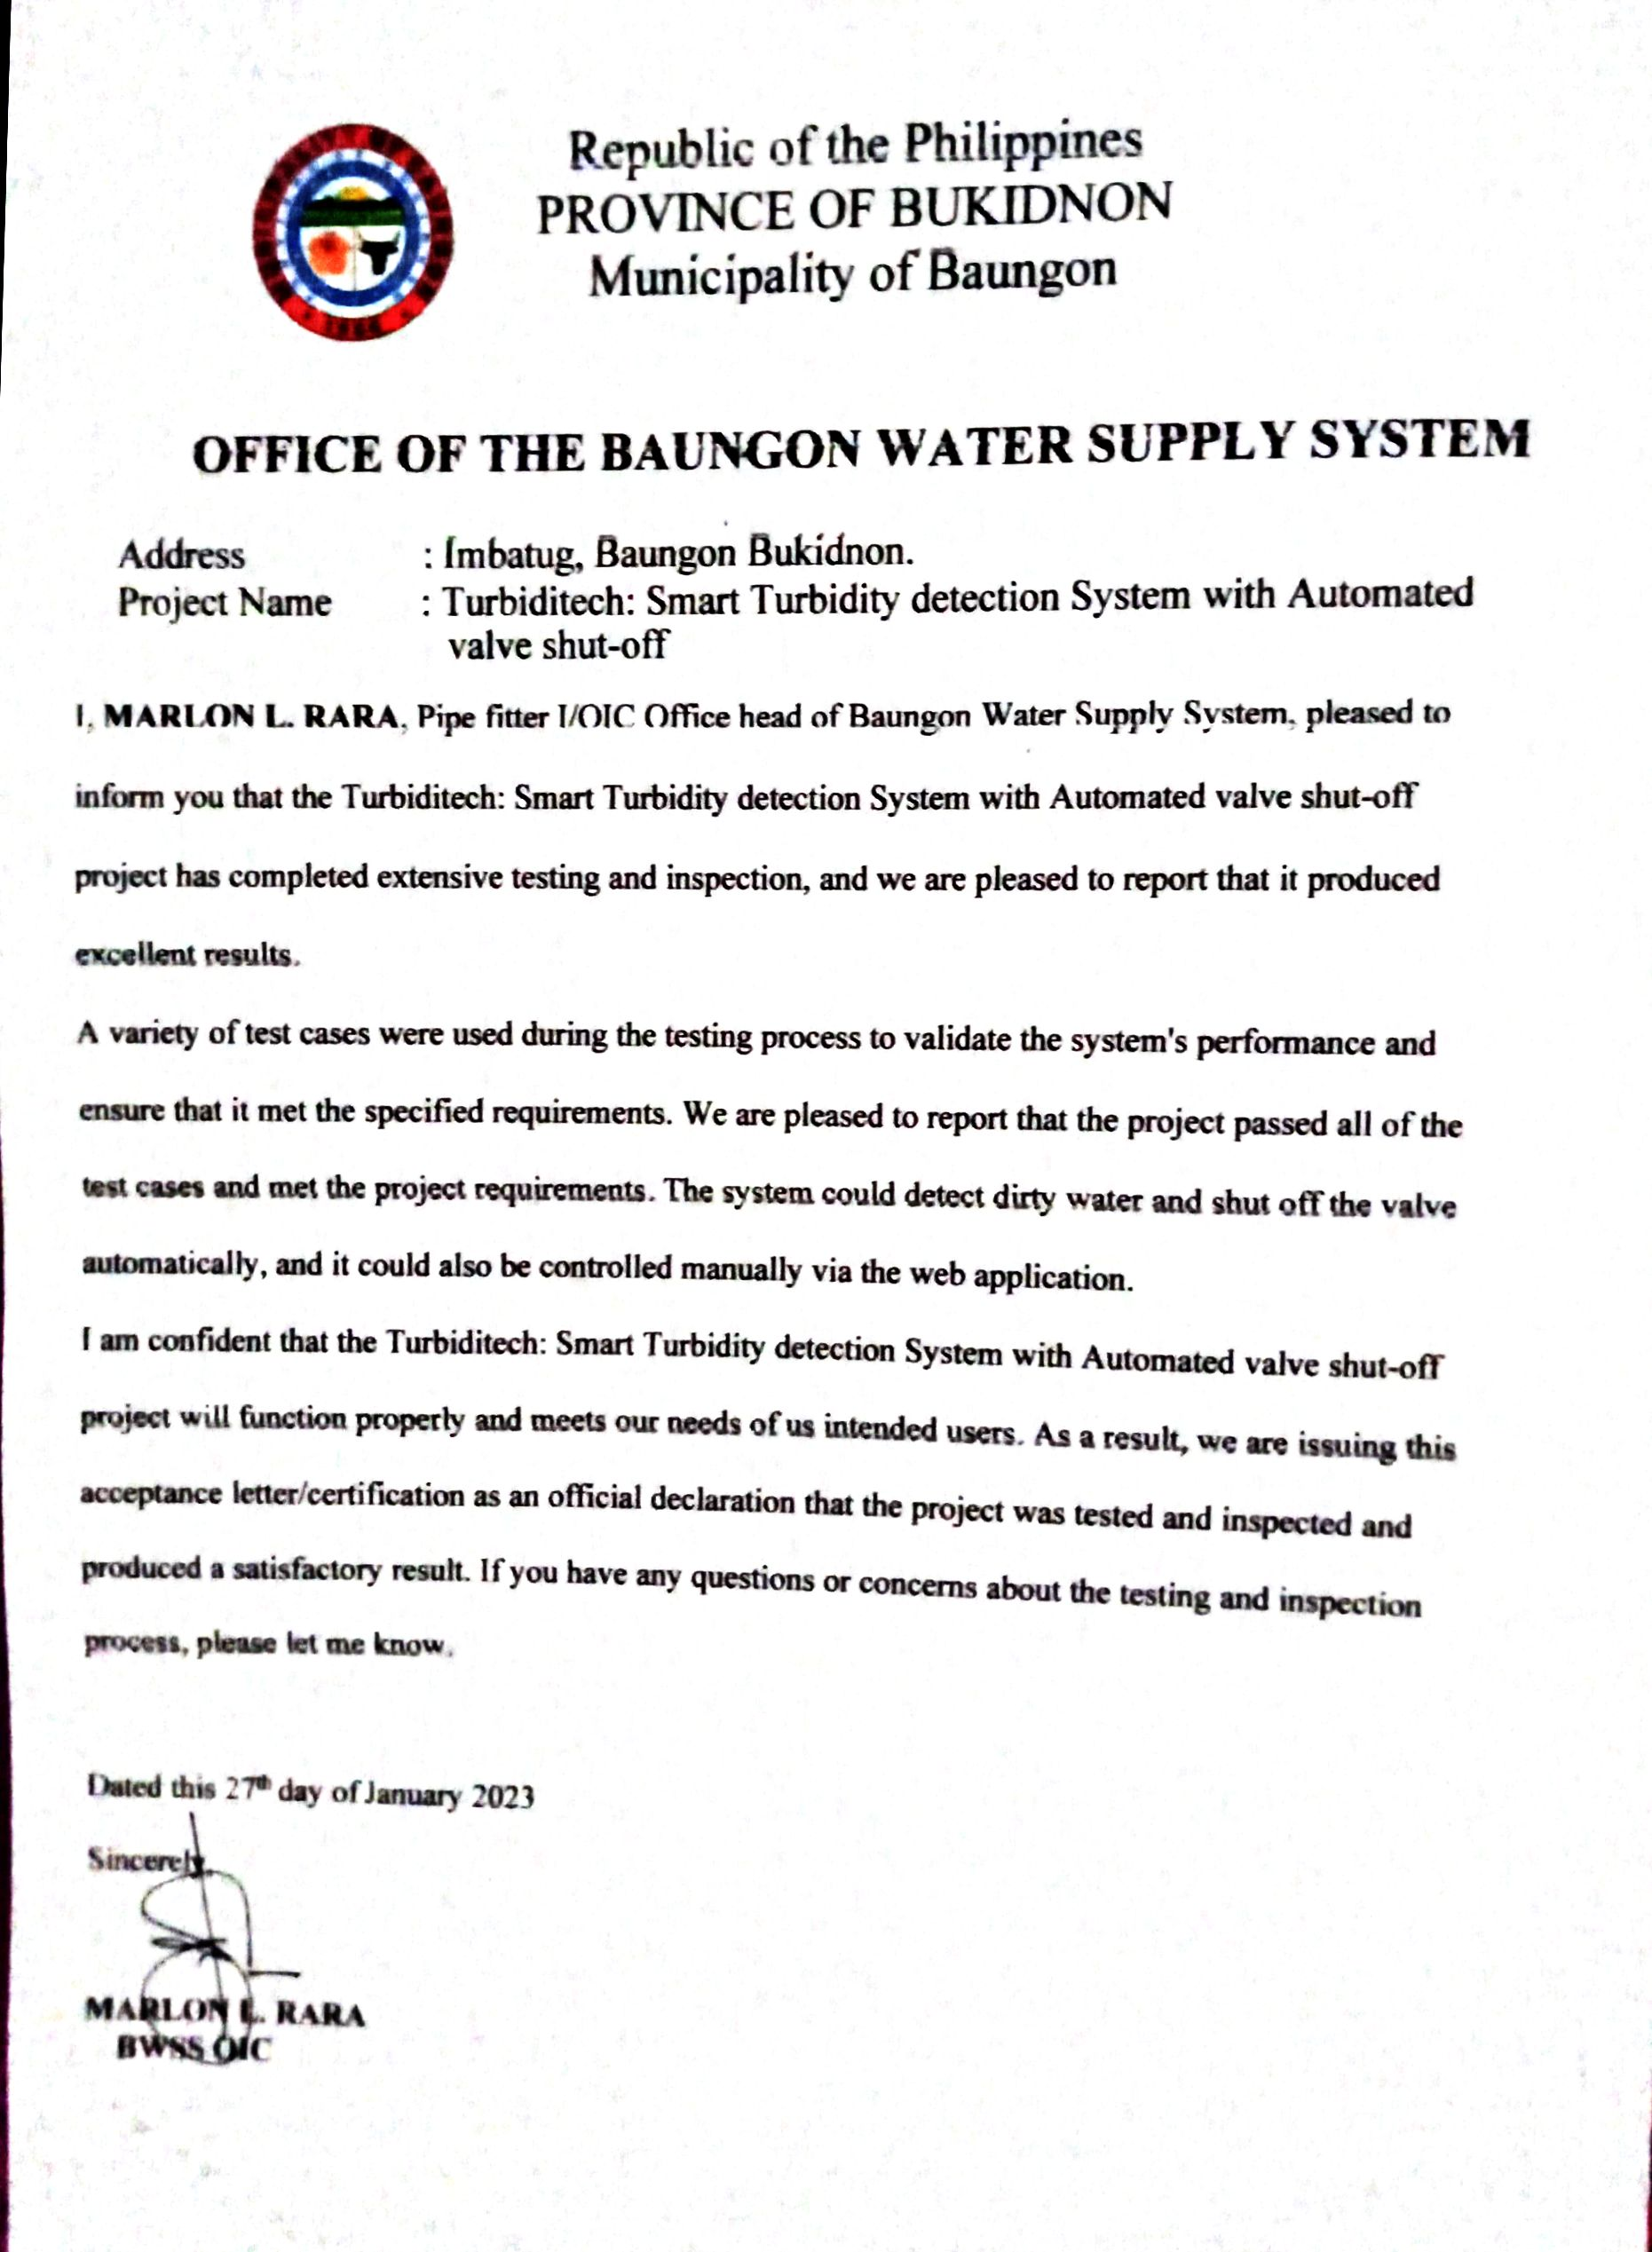 Republic of the Philippines
PROVINCE OF BUKIDNON
Municipality of Baungon
OFFICE OF THE BAUNGON WATER SUPPLY SYSTEM
Address : Imbatug, Baungon Bukidnon.
Project Name : Turbiditech: Smart Turbidity detection System with Automated
valve shut-off
I, MARLON L. RARA, Pipe fitter I/OIC Office head of Baungon Water Supply System, pleased to
inform you that the Turbiditech: Smart Turbidity detection System with Automated valve shut-off
project has completed extensive testing and inspection, and we are pleased to report that it produced
excellent results.
A variety of test cases were used during the testing process to validate the system's performance and
ensure that it met the specified requirements. We are pleased to report that the project passed all of the
test cases and met the project requirements. The system could detect dirty water and shut off the valve
automatically, and it could also be controlled manually via the web application.
I am confident that the Turbiditech: Smart Turbidity detection System with Automated valve shut-off
project will function properly and meets our needs of us intended users. As a result, we are issuing this
acceptance letter/certification as an official declaration that the project was tested and inspected and
produced a satisfactory result. If you have any questions or concerns about the testing and inspection
process, please let me know.
Dated this 27th day of January 2023
Sincerely,
MARLON L. RARA
BWSS OIC